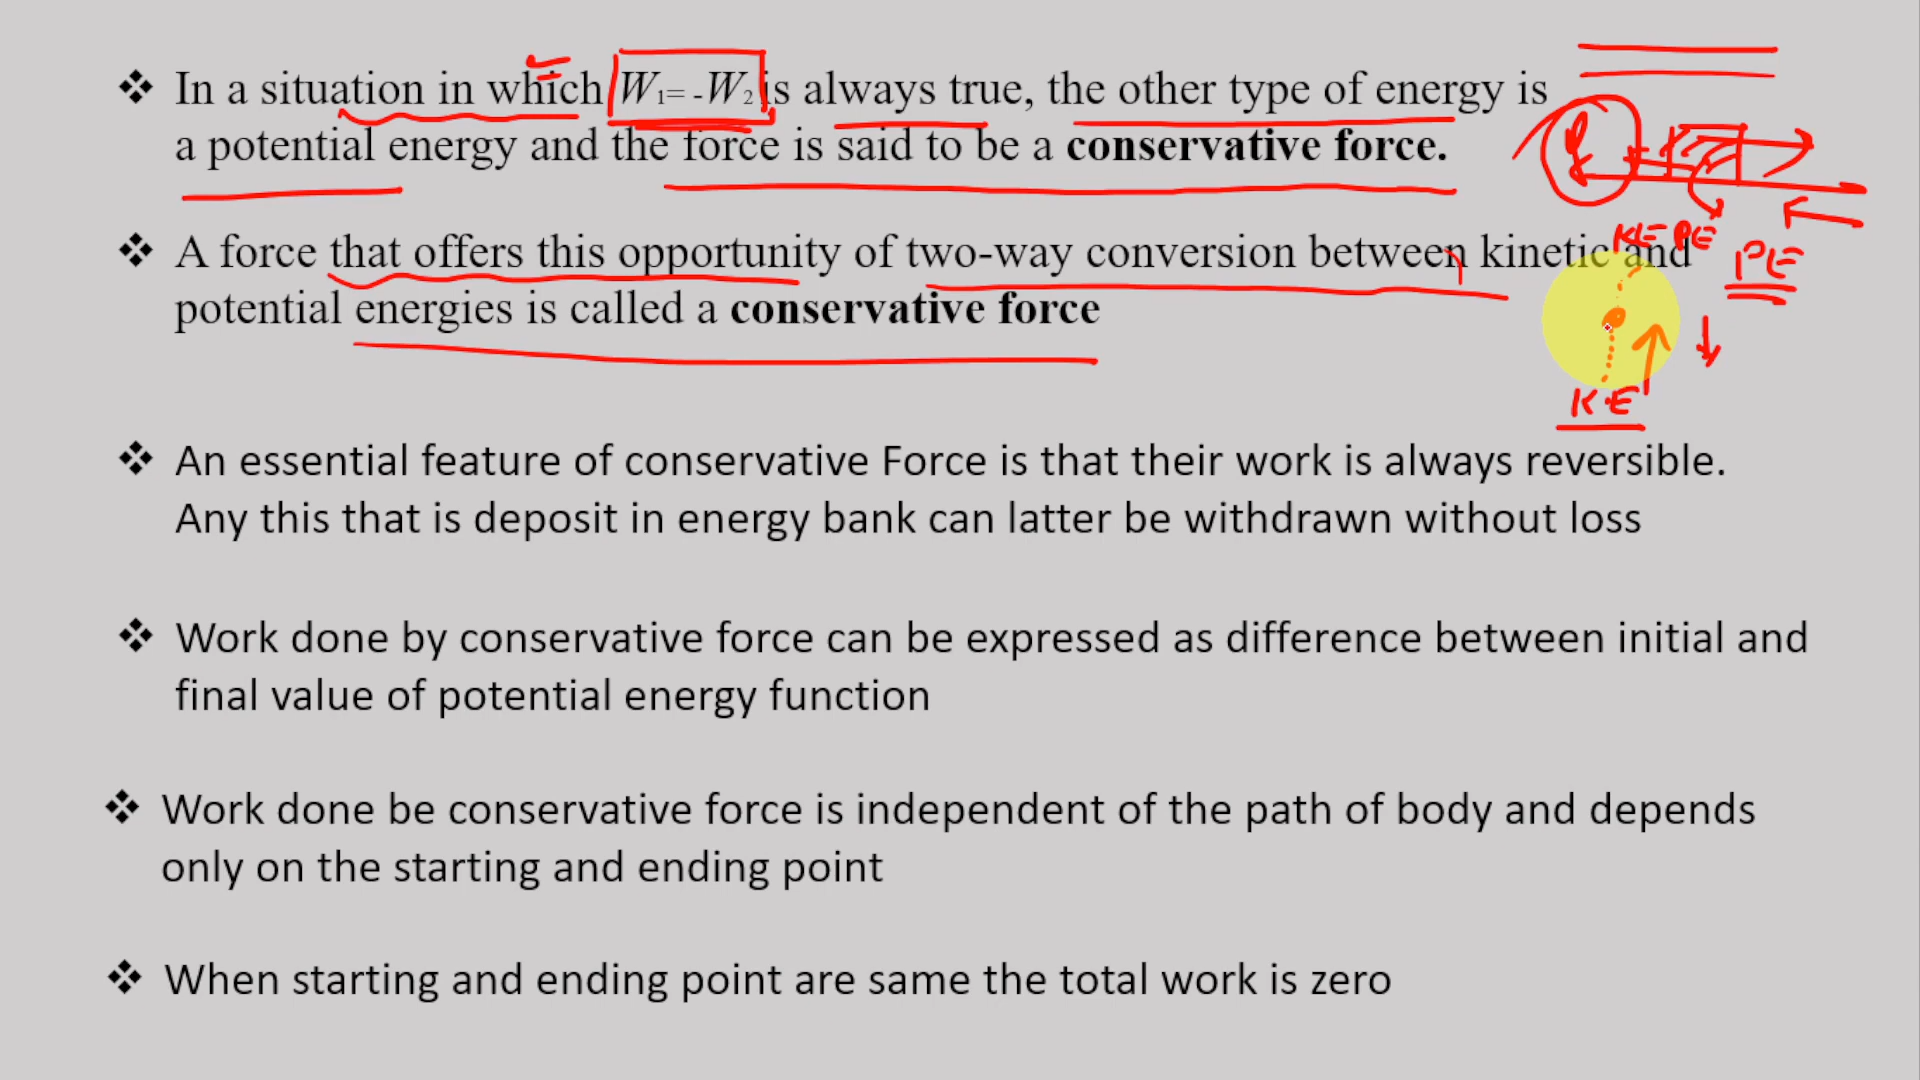 ❖ In a situation in which W₁= -W₂ is always true, the other type of energy is
a potential energy and the force is said to be a conservative force.
❖ A force that offers this opportunity of two-way conversion between kinetic and
potential energies is called a conservative force
KE PE
PE
KE
❖ An essential feature of conservative Force is that their work is always reversible.
Any this that is deposit in energy bank can latter be withdrawn without loss
❖ Work done by conservative force can be expressed as difference between initial and
final value of potential energy function
❖ Work done be conservative force is independent of the path of body and depends
only on the starting and ending point
❖ When starting and ending point are same the total work is zero